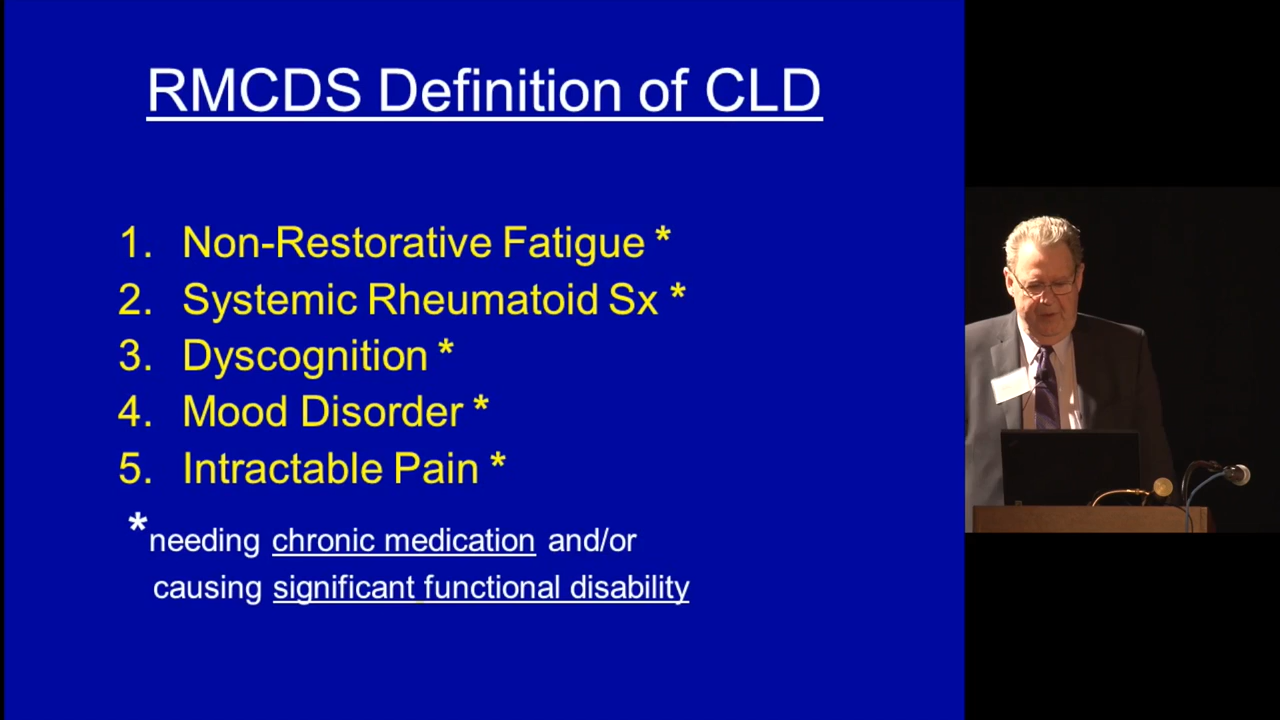 RMCDS Definition of CLD
1. Non-Restorative Fatigue *
2. Systemic Rheumatoid Sx *
3. Dyscognition *
4. Mood Disorder *
5. Intractable Pain *
*needing chronic medication and/or
causing significant functional disability